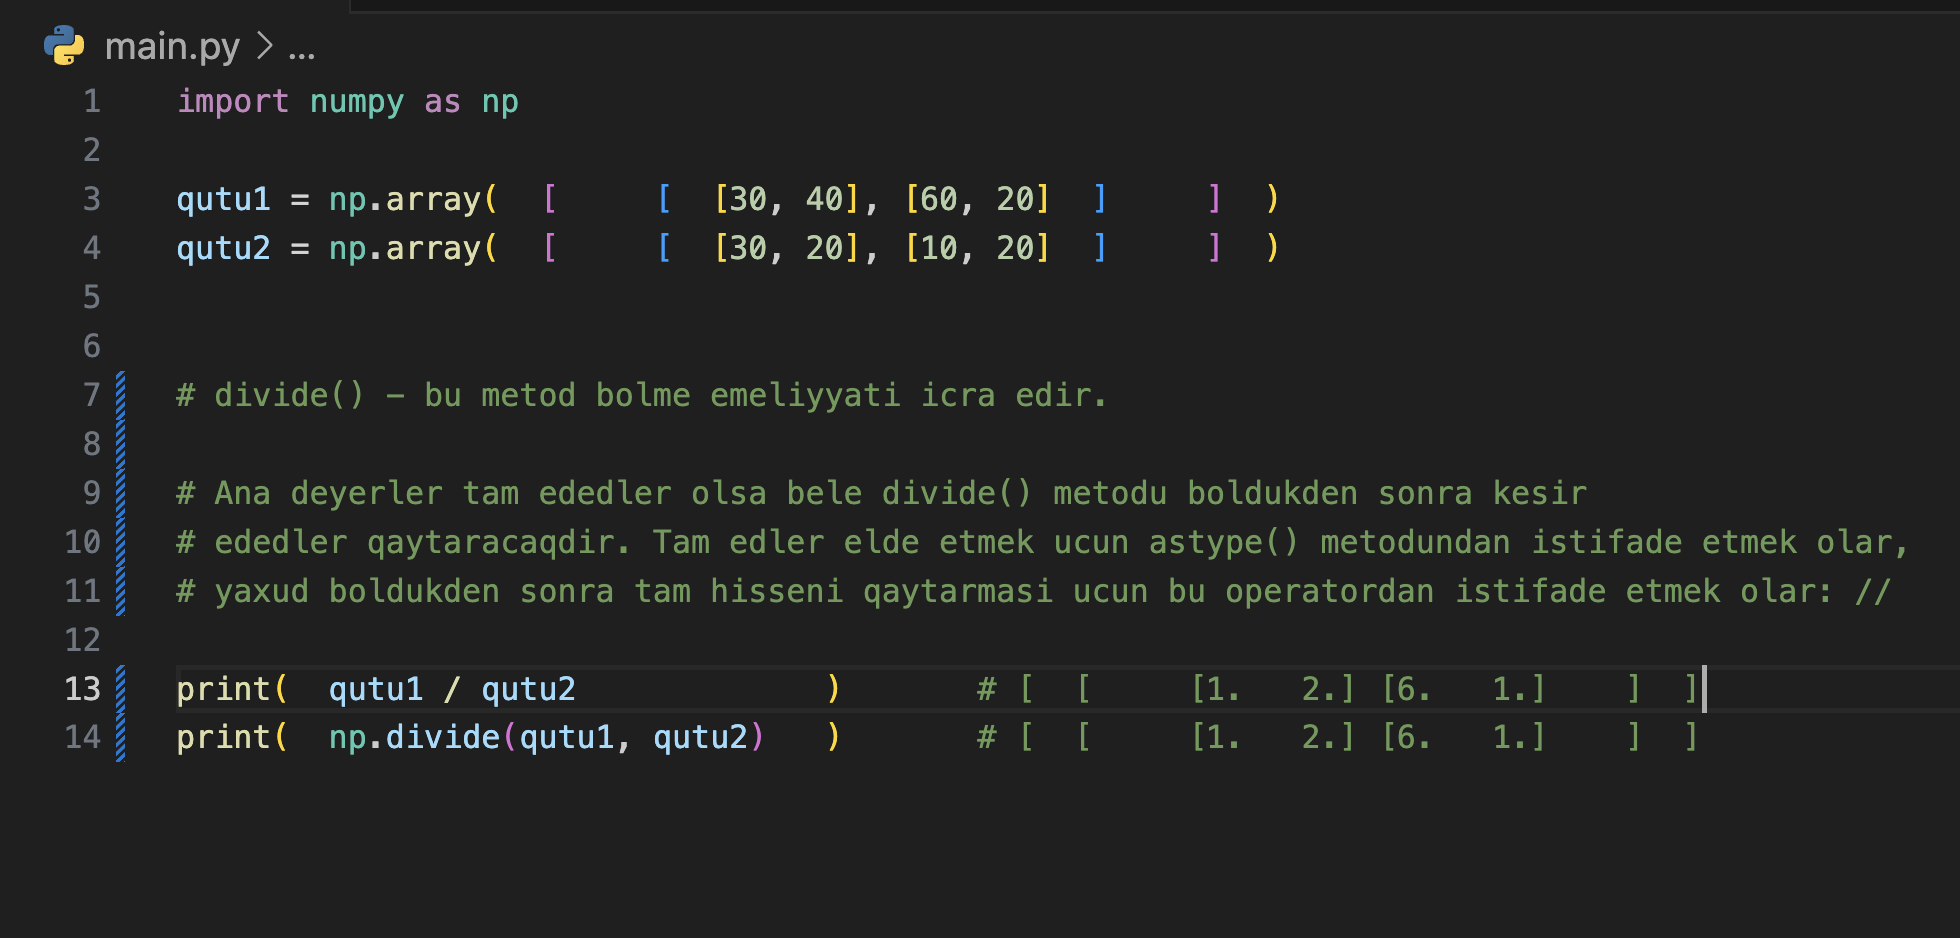 main.py > ...
1 import numpy as np
2
3 qutu1 = np.array(  [      [  [30, 40], [60, 20]  ]      ]  )
4 qutu2 = np.array(  [      [  [30, 20], [10, 20]  ]      ]  )
5
6
7 # divide() – bu metod bolme emeliyyati icra edir.
8
9 # Ana deyerler tam ededler olsa bele divide() metodu boldukden sonra kesir
10 # ededler qaytaracaqdir. Tam edler elde etmek ucun astype() metodundan istifade etmek olar,
11 # yaxud boldukden sonra tam hisseni qaytarmasi ucun bu operatordan istifade etmek olar: //
12
13 print(  qutu1 / qutu2             )       # [  [     [1.   2.] [6.   1.]    ]  ]
14 print(  np.divide(qutu1, qutu2)   )       # [  [     [1.   2.] [6.   1.]    ]  ]